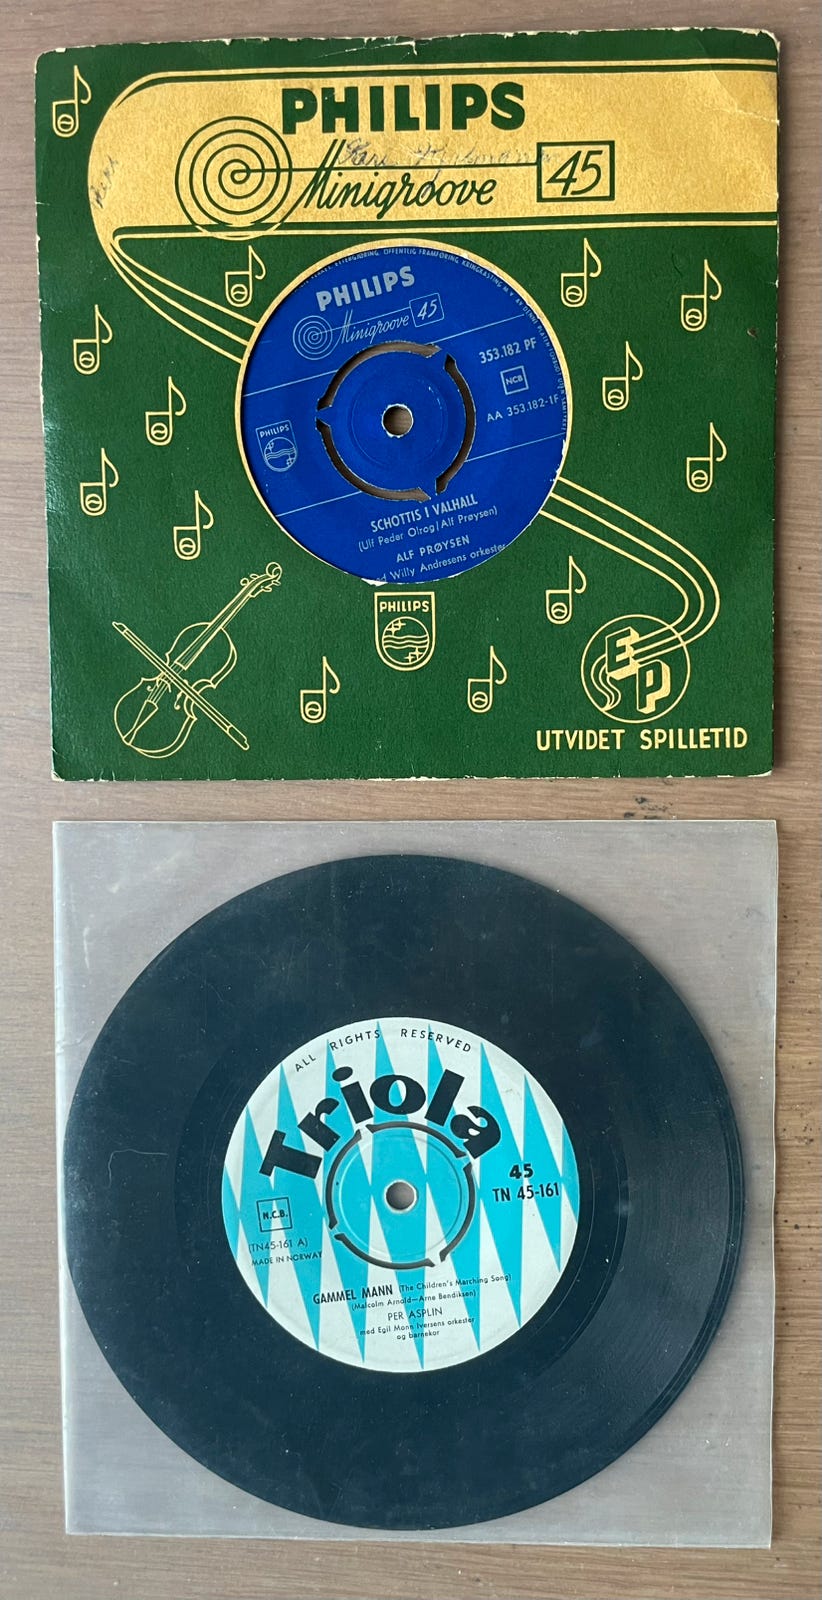 PHILIPS
Minigroove 45
ÖFFENTLIG FRAMFÖRING
PHILIPS
Minigroove 45
353.182 PF
NCB
AA 353.182-1F
PHILIPS
SCHOTTIS I VALHALL
(Ulf Peder Olrog/Alf Prøysen)
ALF PRØYSEN
Willy Andresens orkester
PHILIPS
EP
UTVIDET SPILLETID
ALL RIGHTS RESERVED
Triola
45
TN 45-161
N.C.B.
(TN45-161 A)
MADE IN NORWAY
GAMMEL MANN (The Children's Marching Song)
(Malcolm Arnold—Arne Bendiksen)
PER ASPLIN
med Egil Monn Iversens orkester
og barnekor